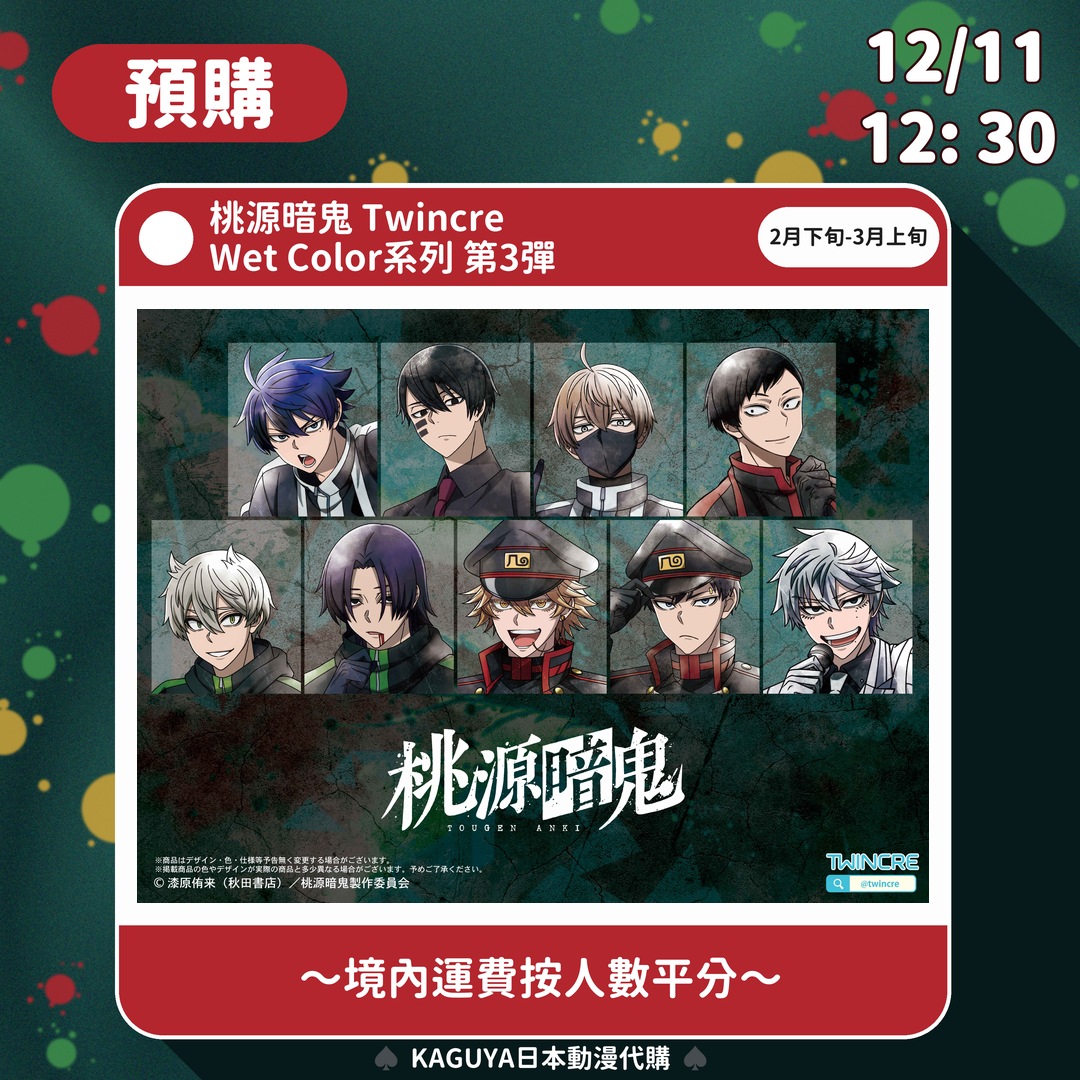 預購
12/11
12: 30
桃源暗鬼 Twincre
Wet Color系列 第3彈
2月下旬-3月上旬
桃源暗鬼
TOUGEN ANKI
※商品はデザイン・色・仕様等予告無く変更する場合がございます。
※掲載商品の色やデザインが実際の商品と多少異なる場合がございます。予めご了承ください。
© 漆原侑来（秋田書店）／桃源暗鬼製作委員会
TWINCRE
@twincre
～境內運費按人數平分～
♠ KAGUYA日本動漫代購 ♠